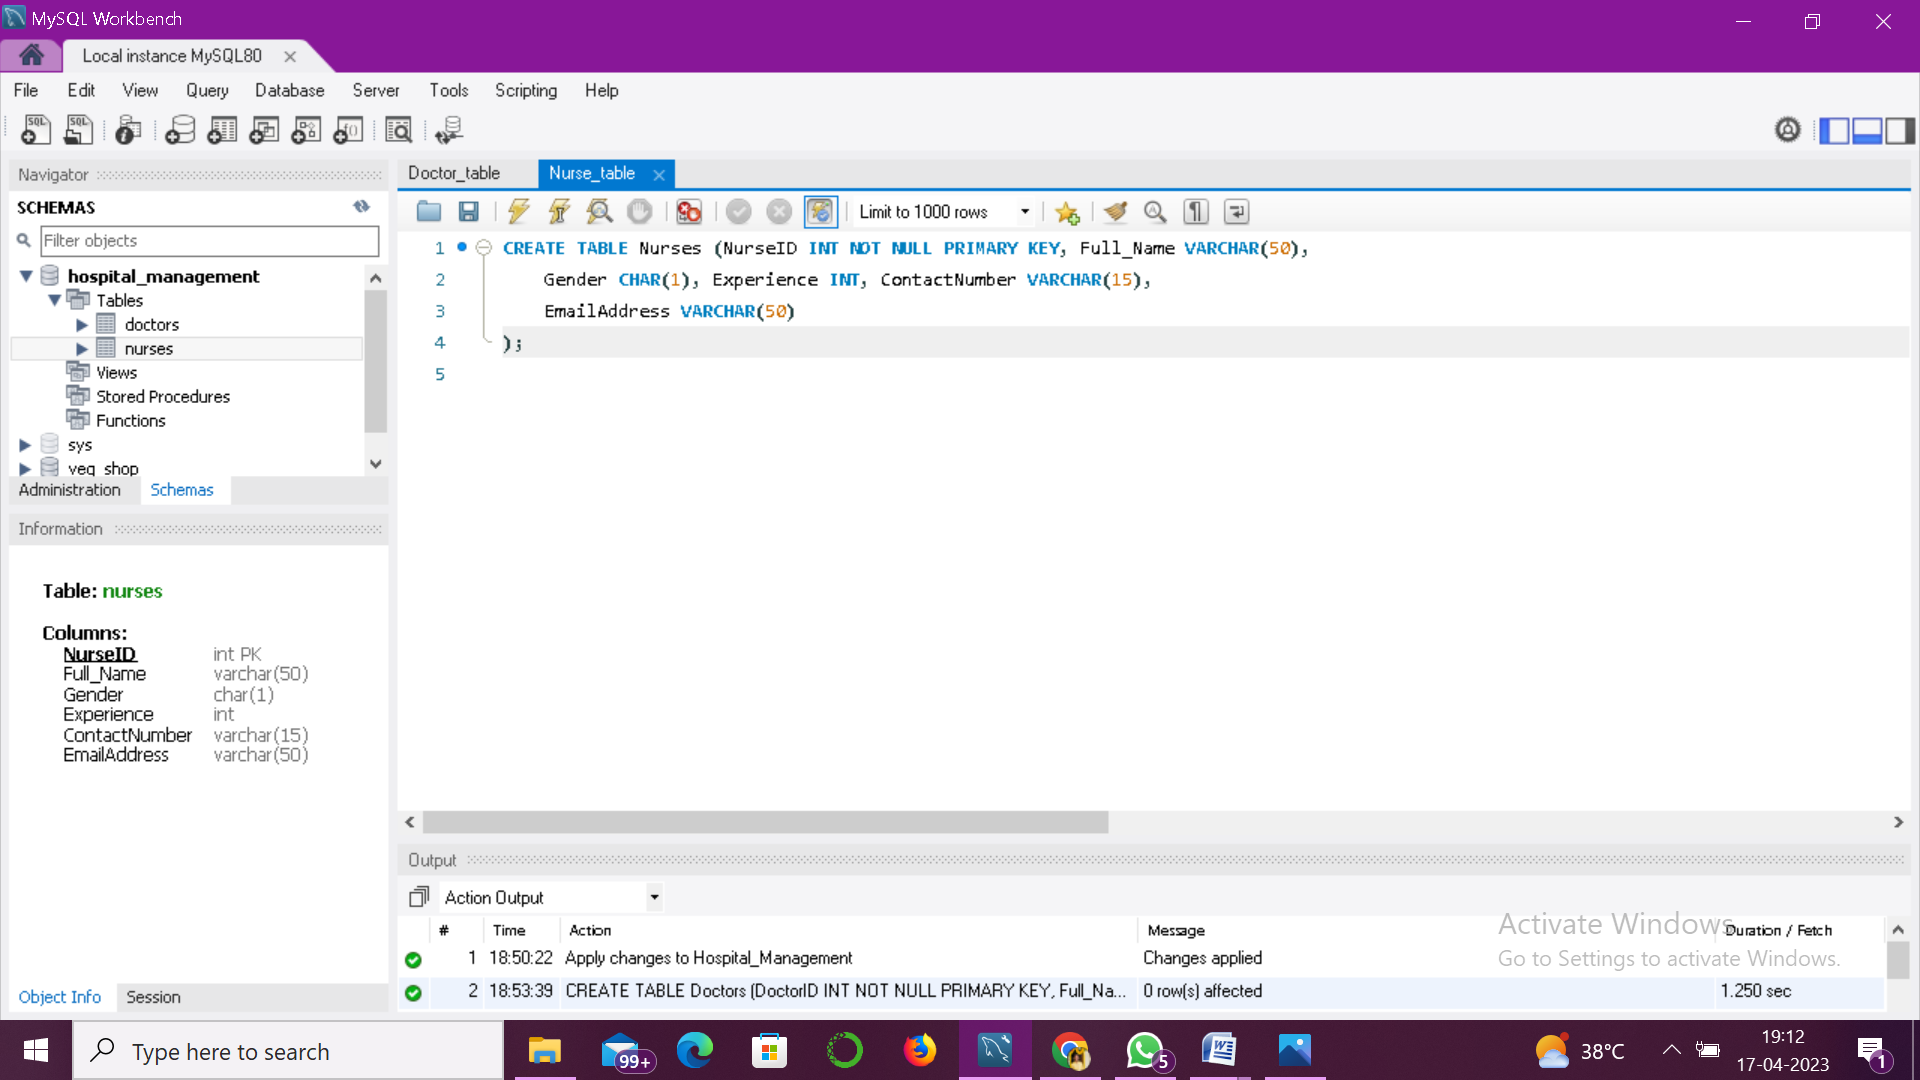 MySQL Workbench
Local instance MySQL80
File Edit View Query Database Server Tools Scripting Help
Navigator
SCHEMAS
Filter objects
hospital_management
Tables
doctors
nurses
Views
Stored Procedures
Functions
sys
veg_shop
Administration Schemas
Information
Table: nurses
Columns:
NurseID int PK
Full_Name varchar(50)
Gender char(1)
Experience int
ContactNumber varchar(15)
EmailAddress varchar(50)
Object Info Session
Doctor_table Nurse_table
Limit to 1000 rows
1 CREATE TABLE Nurses (NurseID INT NOT NULL PRIMARY KEY, Full_Name VARCHAR(50),
2 Gender CHAR(1), Experience INT, ContactNumber VARCHAR(15),
3 EmailAddress VARCHAR(50)
4 );
5
Output
Action Output
# Time Action Message Duration / Fetch
1 18:50:22 Apply changes to Hospital_Management Changes applied
2 18:53:39 CREATE TABLE Doctors (DoctorID INT NOT NULL PRIMARY KEY, Full_Na... 0 row(s) affected 1.250 sec
Activate Windows
Go to Settings to activate Windows.
Type here to search
99+
5
38°C
19:12
17-04-2023
1